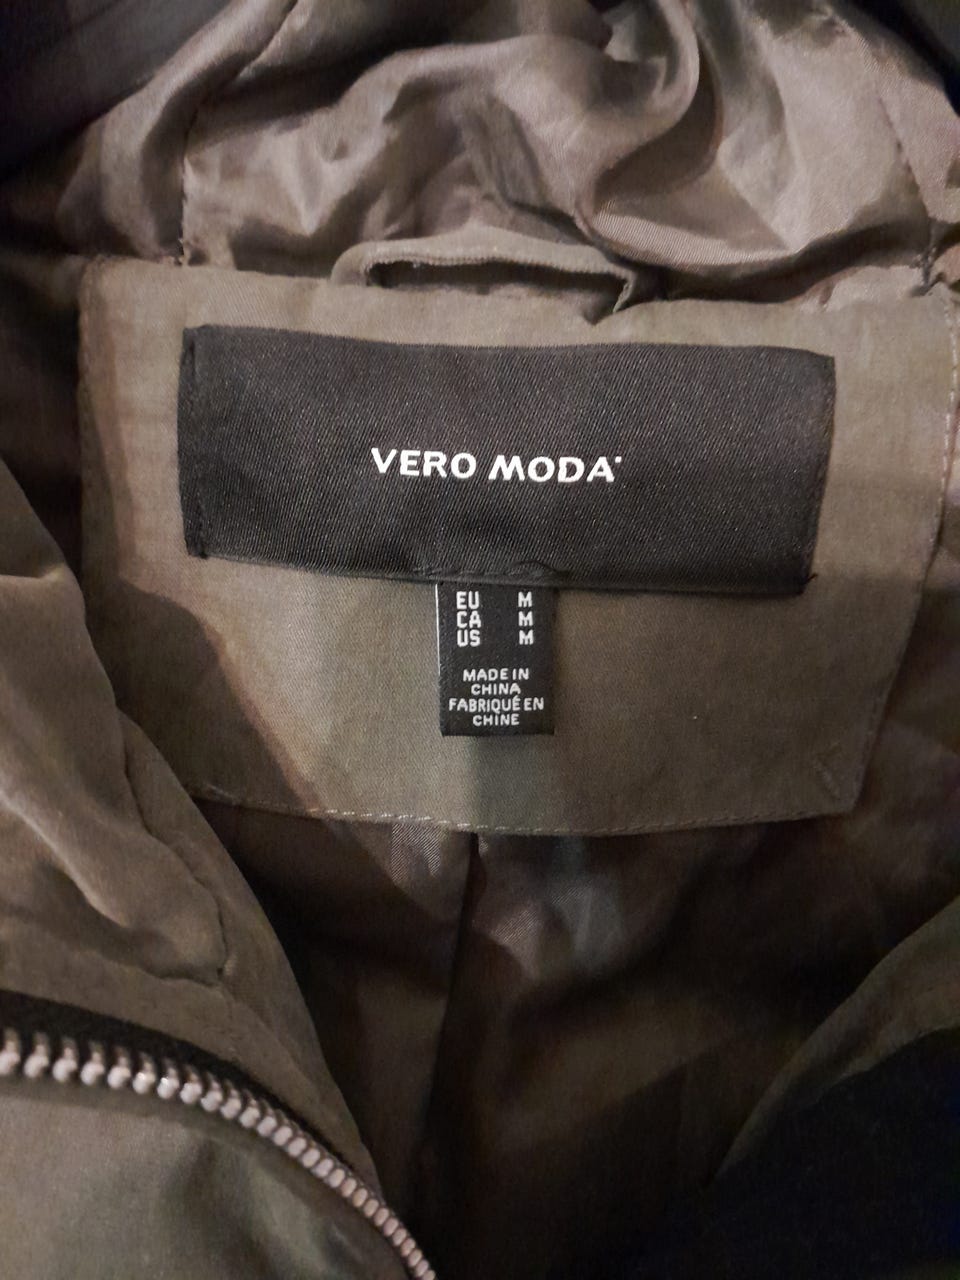 VERO MODA
EU M
CA M
US M
MADE IN
CHINA
FABRIQUÉ EN
CHINE